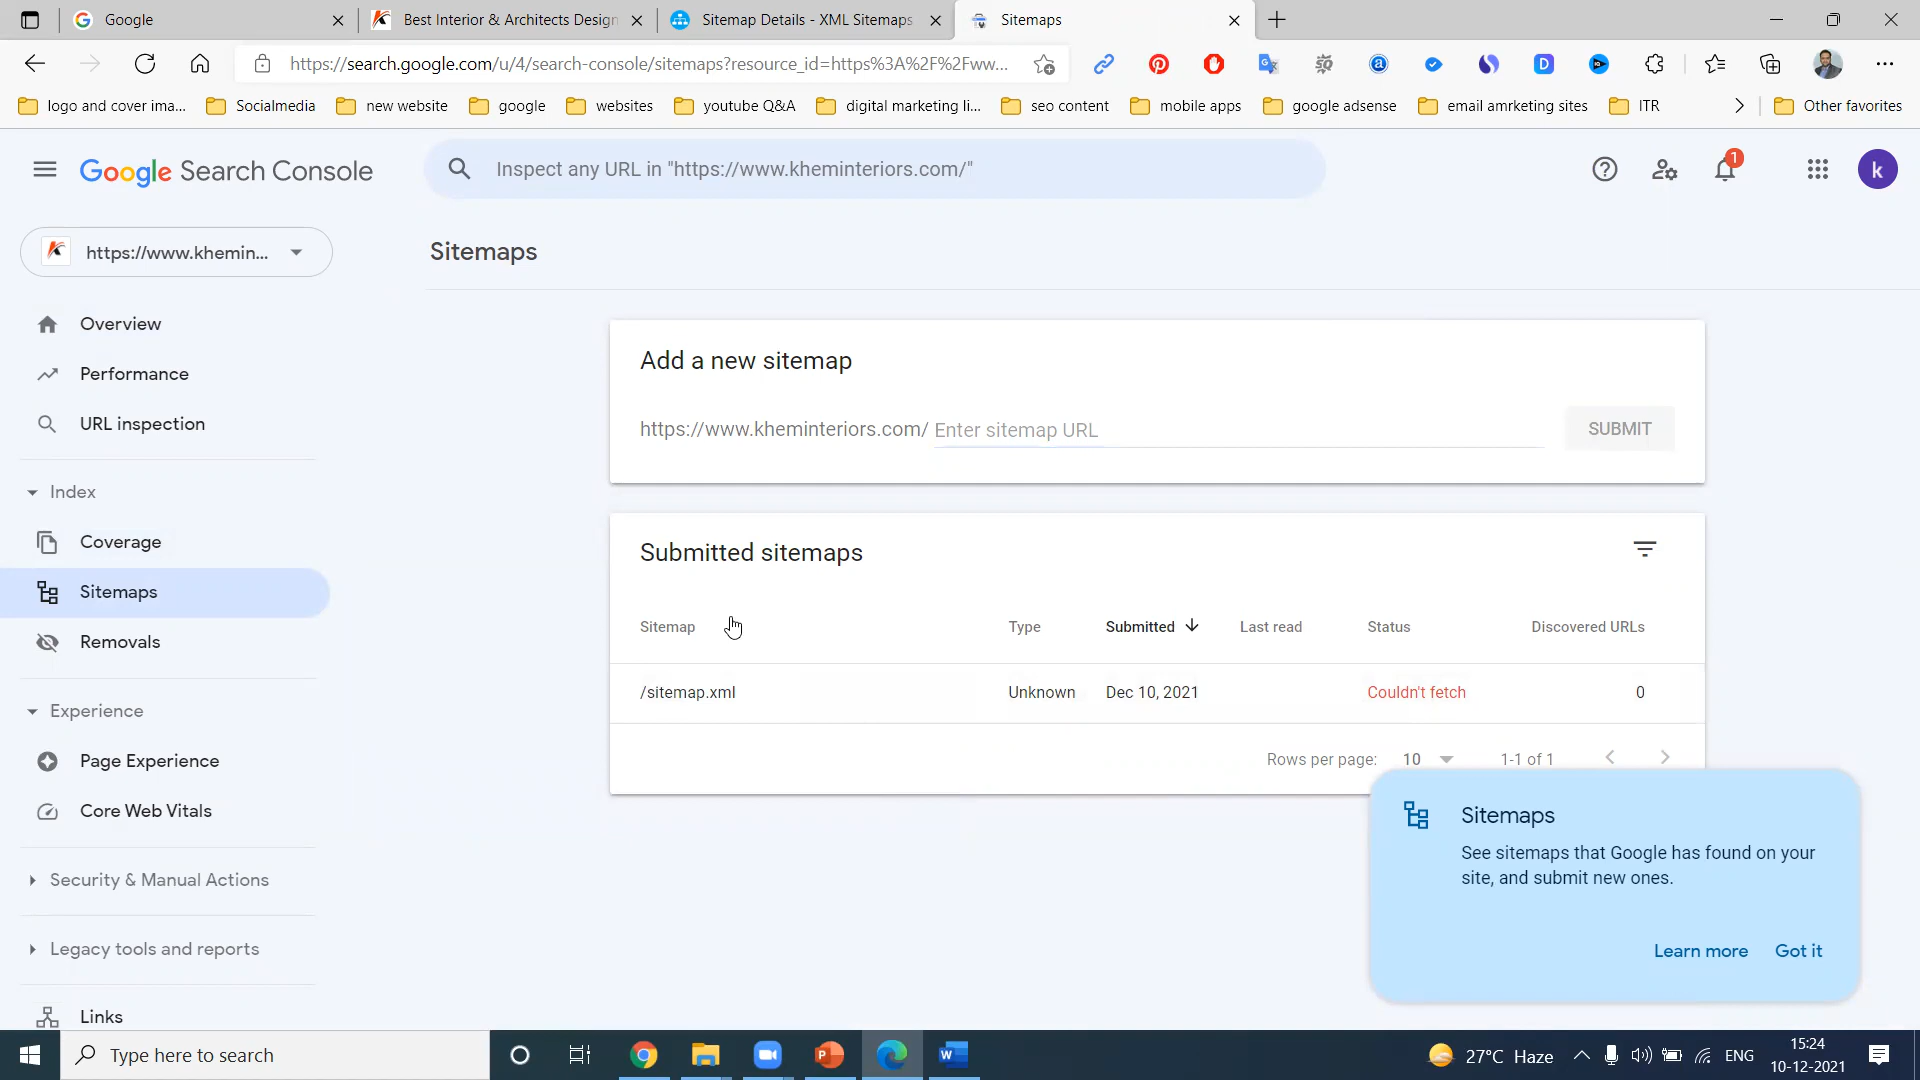 Google
Best Interior & Architects Design
Sitemap Details - XML Sitemaps
Sitemaps
https://search.google.com/u/4/search-console/sitemaps?resource_id=https%3A%2F%2Fww...
logo and cover ima...
Socialmedia
new website
google
websites
youtube Q&A
digital marketing li...
seo content
mobile apps
google adsense
email amrketing sites
ITR
Other favorites
Google Search Console
Inspect any URL in "https://www.kheminteriors.com/"
1
k
https://www.khemin...
Sitemaps
Overview
Performance
URL inspection
Index
Coverage
Sitemaps
Removals
Experience
Page Experience
Core Web Vitals
Security & Manual Actions
Legacy tools and reports
Links
Add a new sitemap
https://www.kheminteriors.com/ Enter sitemap URL
SUBMIT
Submitted sitemaps
Sitemap Type Submitted Last read Status Discovered URLs
/sitemap.xml Unknown Dec 10, 2021 Couldn't fetch 0
Rows per page: 10 1-1 of 1
Sitemaps
See sitemaps that Google has found on your
site, and submit new ones.
Learn more Got it
Type here to search
27°C Haze
ENG
15:24
10-12-2021